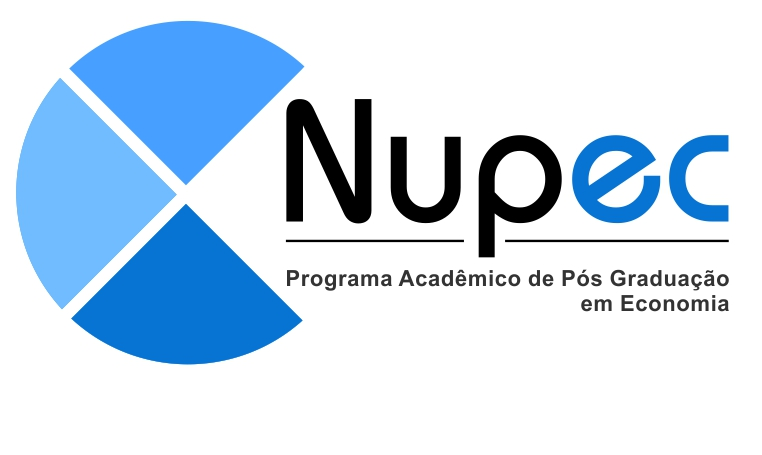 Nupec
Programa Acadêmico de Pós Graduação
em Economia